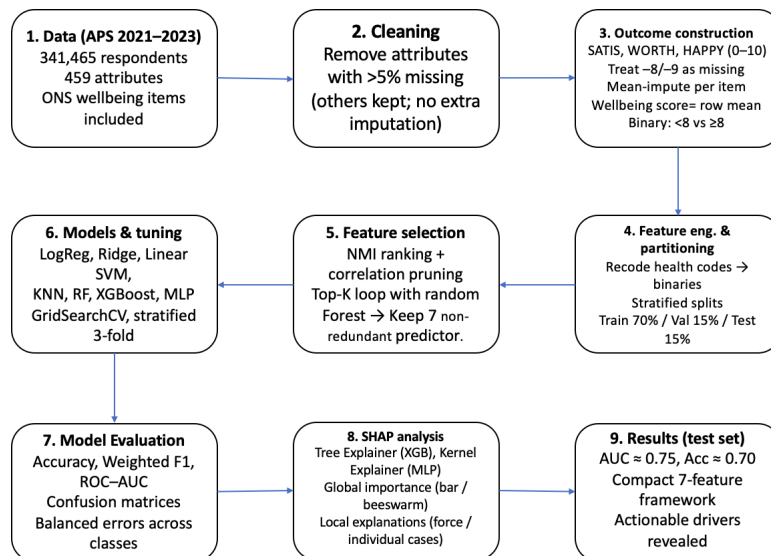 1. Data (APS 2021–2023)
341,465 respondents
459 attributes
ONS wellbeing items
included
2. Cleaning
Remove attributes
with >5% missing
(others kept; no extra
imputation)
3. Outcome construction
SATIS, WORTH, HAPPY (0–10)
Treat –8/–9 as missing
Mean-impute per item
Wellbeing score= row mean
Binary: <8 vs ≥8
4. Feature eng. &
partitioning
Recode health codes →
binaries
Stratified splits
Train 70% / Val 15% / Test
15%
5. Feature selection
NMI ranking +
correlation pruning
Top-K loop with random
Forest → Keep 7 non-
redundant predictor.
6. Models & tuning
LogReg, Ridge, Linear
SVM,
KNN, RF, XGBoost, MLP
GridSearchCV, stratified
3-fold
7. Model Evaluation
Accuracy, Weighted F1,
ROC–AUC
Confusion matrices
Balanced errors across
classes
8. SHAP analysis
Tree Explainer (XGB), Kernel
Explainer (MLP)
Global importance (bar /
beeswarm)
Local explanations (force /
individual cases)
9. Results (test set)
AUC ≈ 0.75, Acc ≈ 0.70
Compact 7-feature
framework
Actionable drivers
revealed